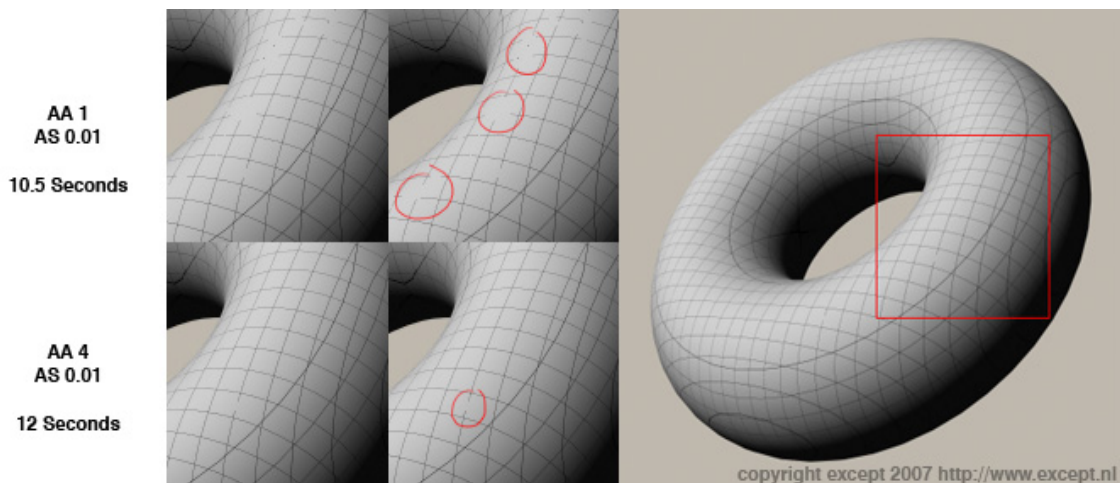 AA 1
AS 0.01
10.5 Seconds
AA 4
AS 0.01
12 Seconds
copyright except 2007 http://www.except.nl